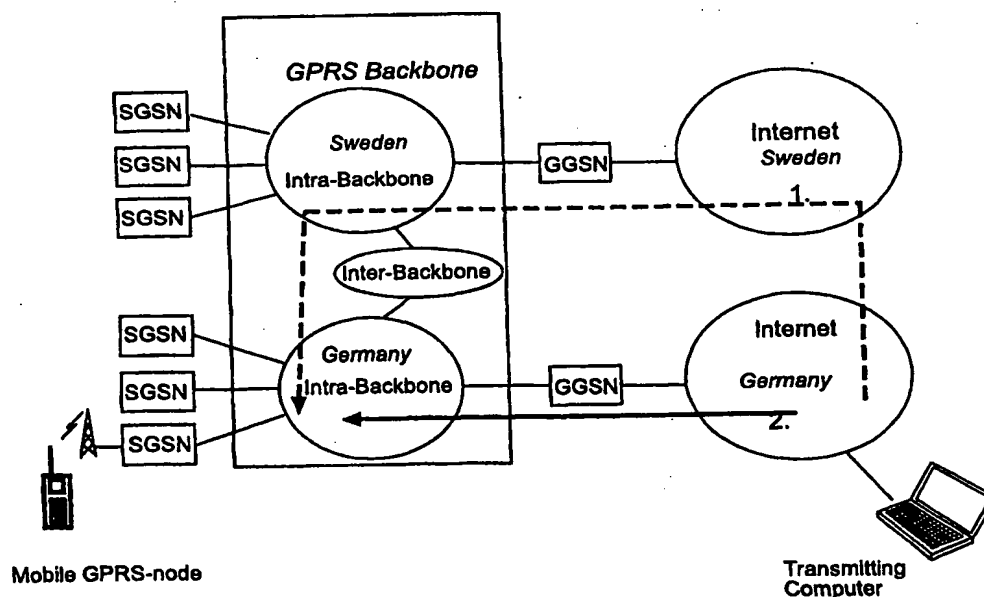 GPRS Backbone
SGSN
SGSN
SGSN
Sweden
Intra-Backbone
GGSN
Internet
Sweden
1.
Inter-Backbone
SGSN
SGSN
SGSN
Germany
Intra-Backbone
GGSN
Internet
Germany
2.
Mobile GPRS-node
Transmitting
Computer